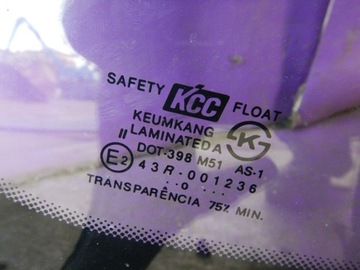 SAFETY KCC FLOAT
KEUMKANG
LAMINATEDA
II DOT-398 M51 AS-1
E2 43R-001236
..o...
TRANSPARÊNCIA 75% MIN.